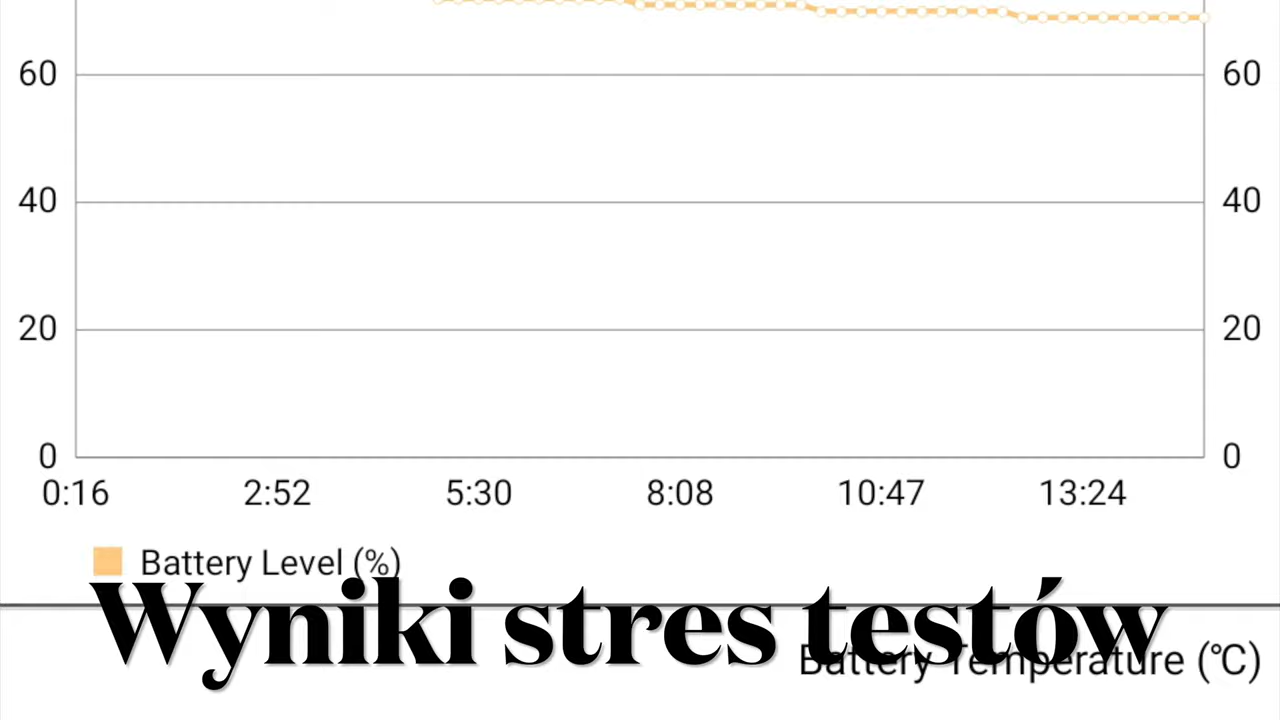 60 60
40 40
20 20
0 0
0:16 2:52 5:30 8:08 10:47 13:24
Battery Level (%)
Wyniki stres testów
Battery Temperature (°C)